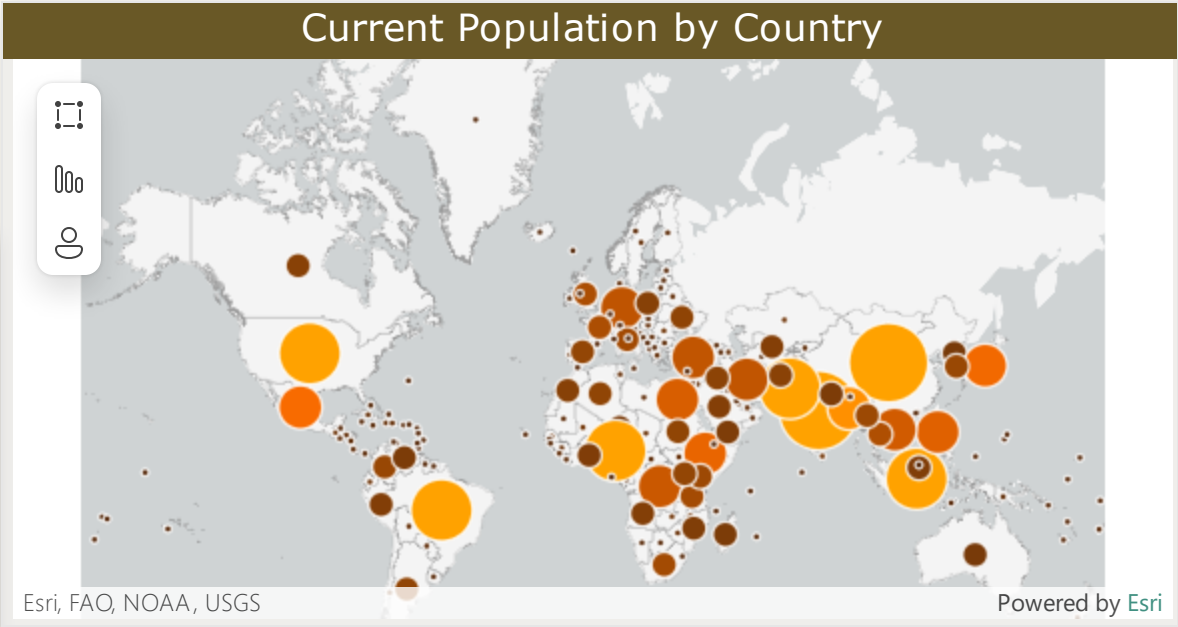 Current Population by Country
Esri, FAO, NOAA, USGS
Powered by Esri